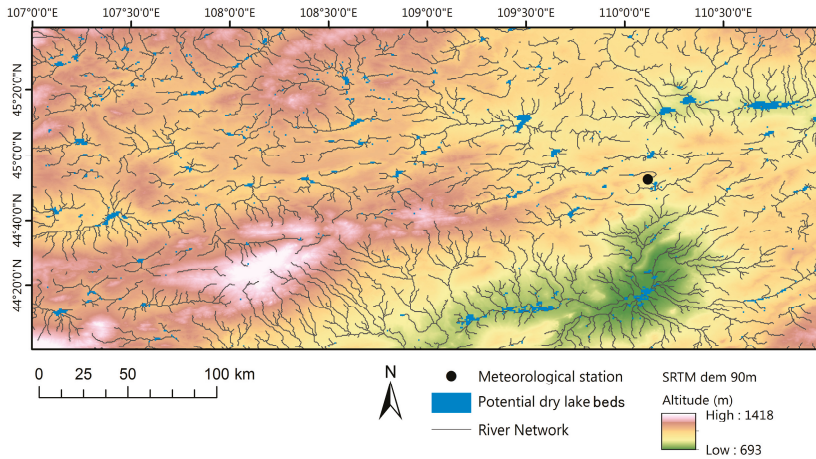 107°0'0"E 107°30'0"E 108°0'0"E 108°30'0"E 109°0'0"E 109°30'0"E 110°0'0"E 110°30'0"E
45°20'0"N
45°0'0"N
44°40'0"N
44°20'0"N
0 25 50 100 km
N
Meteorological station
Potential dry lake beds
River Network
SRTM dem 90m
Altitude (m)
High : 1418
Low : 693